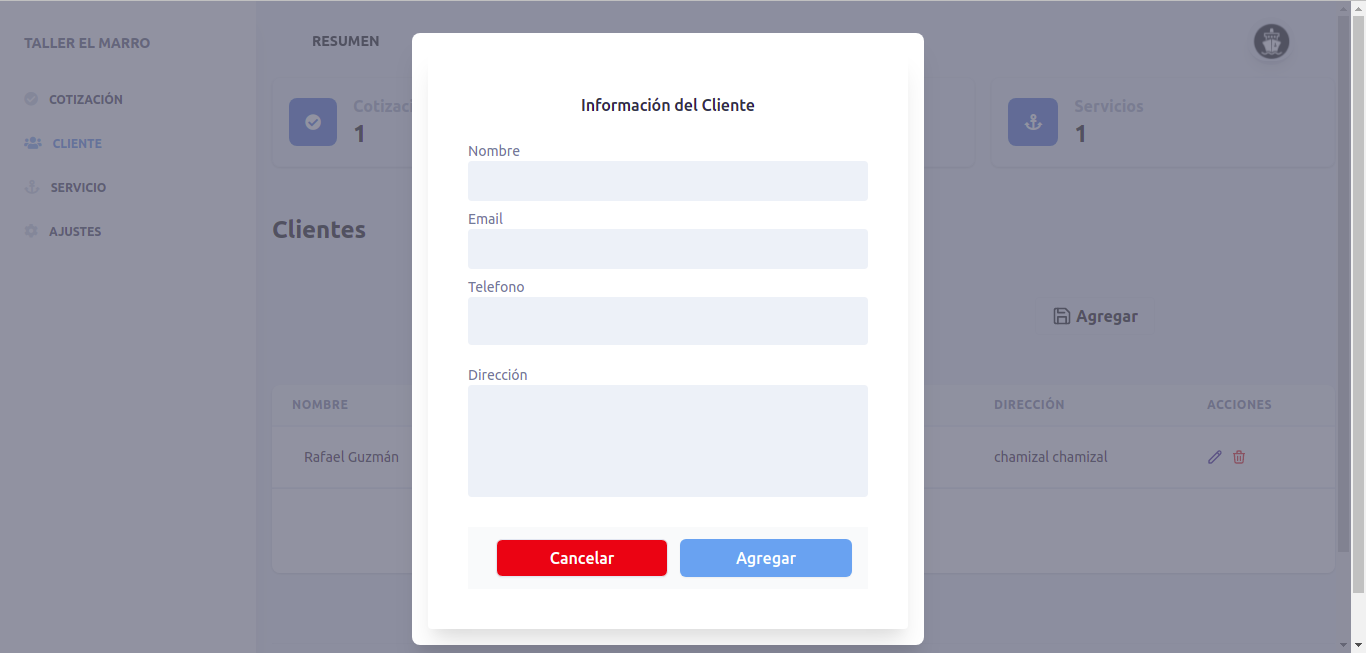 TALLER EL MARRO
COTIZACIÓN
CLIENTE
SERVICIO
AJUSTES
RESUMEN
1
Servicios
1
Clientes
Agregar
NOMBRE
DIRECCIÓN
ACCIONES
Rafael Guzmán
chamizal chamizal
Información del Cliente
Nombre
Email
Telefono
Dirección
Cancelar
Agregar